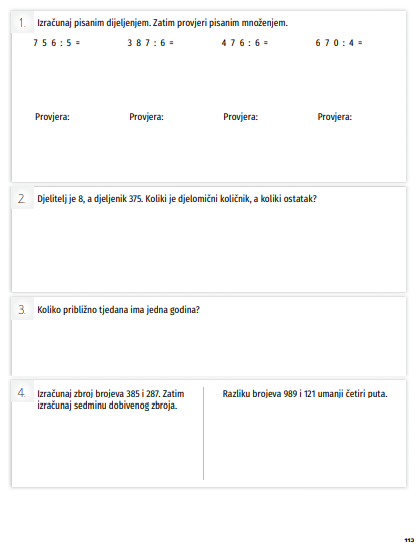 1. Izračunaj pisanim dijeljenjem. Zatim provjeri pisanim množenjem.
7 5 6 : 5 = 3 8 7 : 6 = 4 7 6 : 6 = 6 7 0 : 4 =
Provjera: Provjera: Provjera: Provjera:
2. Djelitelj je 8, a djeljenik 375. Koliki je djelomični količnik, a koliki ostatak?
3. Koliko približno tjedana ima jedna godina?
4. Izračunaj zbroj brojeva 385 i 287. Zatim
izračunaj sedminu dobivenog zbroja.
Razliku brojeva 989 i 121 umanji četiri puta.